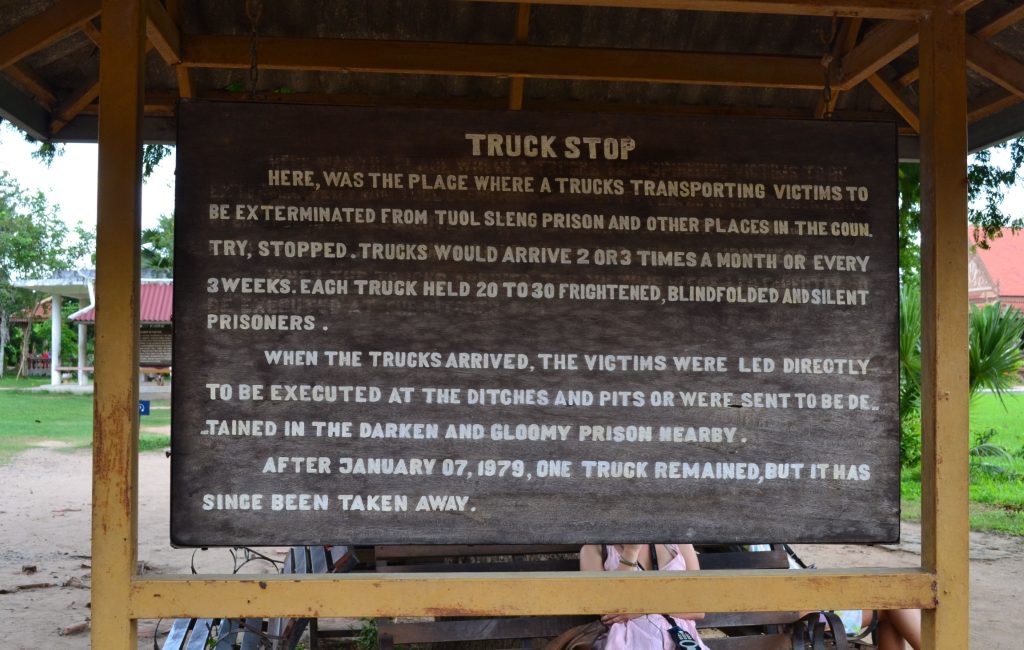 TRUCK STOP
HERE, WAS THE PLACE WHERE A TRUCKS TRANSPORTING VICTIMS TO
BE EXTERMINATED FROM TUOL SLENG PRISON AND OTHER PLACES IN THE COUN.
TRY, STOPPED. TRUCKS WOULD ARRIVE 2 OR 3 TIMES A MONTH OR EVERY
3 WEEKS. EACH TRUCK HELD 20 TO 30 FRIGHTENED, BLINDFOLDED AND SILENT
PRISONERS .
WHEN THE TRUCKS ARRIVED, THE VICTIMS WERE LED DIRECTLY
TO BE EXECUTED AT THE DITCHES AND PITS OR WERE SENT TO BE DE..
..TAINED IN THE DARKEN AND GLOOMY PRISON NEARBY .
AFTER JANUARY 07, 1979, ONE TRUCK REMAINED, BUT IT HAS
SINCE BEEN TAKEN AWAY.